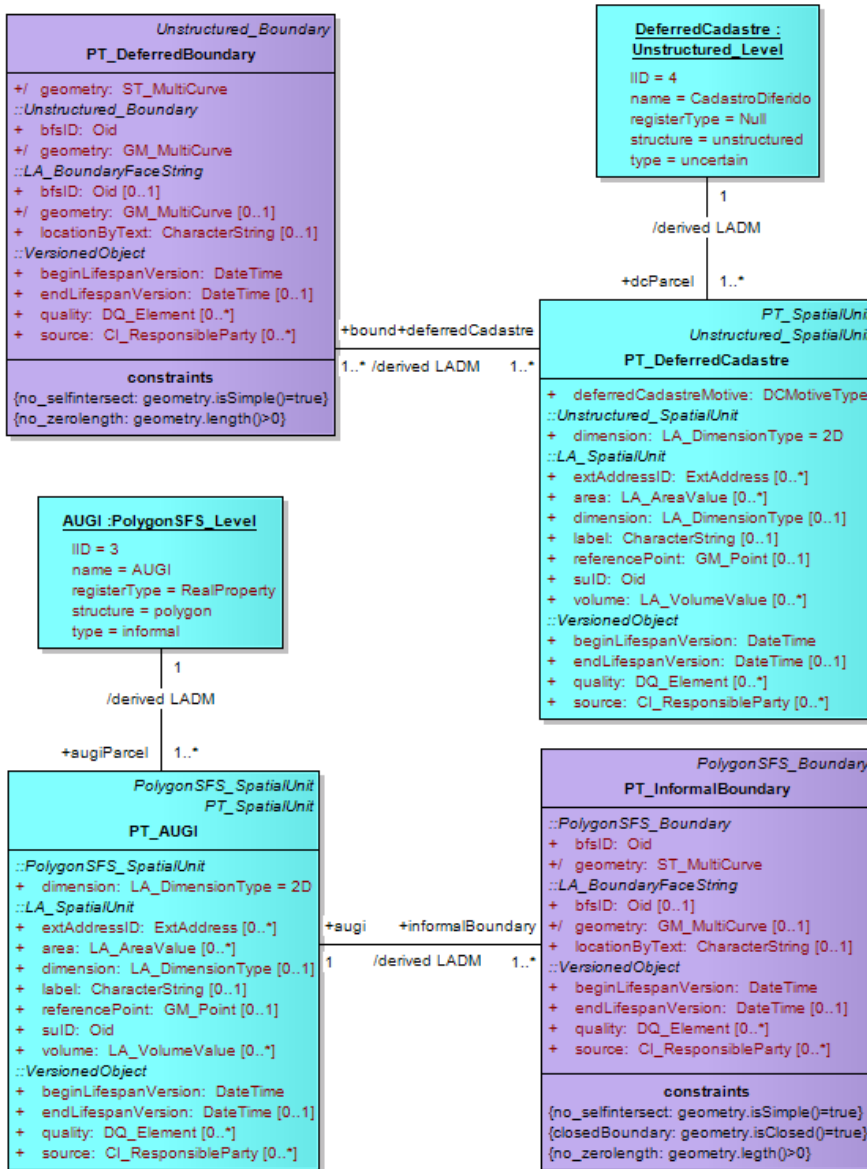 Unstructured_Boundary
PT_DeferredBoundary
+/ geometry: ST_MultiCurve
::Unstructured_Boundary
+ bfsID: Oid
+/ geometry: GM_MultiCurve
::LA_BoundaryFaceString
+ bfsID: Oid [0..1]
+/ geometry: GM_MultiCurve [0..1]
+ locationByText: CharacterString [0..1]
::VersionedObject
+ beginLifespanVersion: DateTime
+ endLifespanVersion: DateTime [0..1]
+ quality: DQ_Element [0..*]
+ source: CI_ResponsibleParty [0..*]
constraints
{no_selfintersect: geometry.isSimple()=true}
{no_zerolength: geometry.length()>0}
DeferredCadastre :
Unstructured_Level
lID = 4
name = CadastroDiferido
registerType = Null
structure = unstructured
type = uncertain
1
/derived LADM
+dcParcel 1..*
+bound+deferredCadastre
1..* /derived LADM 1..*
PT_SpatialUnit
Unstructured_SpatialUnit
PT_DeferredCadastre
+ deferredCadastreMotive: DCMotiveType
::Unstructured_SpatialUnit
+ dimension: LA_DimensionType = 2D
::LA_SpatialUnit
+ extAddressID: ExtAddress [0..*]
+ area: LA_AreaValue [0..*]
+ dimension: LA_DimensionType [0..1]
+ label: CharacterString [0..1]
+ referencePoint: GM_Point [0..1]
+ suID: Oid
+ volume: LA_VolumeValue [0..*]
::VersionedObject
+ beginLifespanVersion: DateTime
+ endLifespanVersion: DateTime [0..1]
+ quality: DQ_Element [0..*]
+ source: CI_ResponsibleParty [0..*]
AUGI :PolygonSFS_Level
lID = 3
name = AUGI
registerType = RealProperty
structure = polygon
type = informal
1
/derived LADM
+augiParcel 1..*
PolygonSFS_SpatialUnit
PT_SpatialUnit
PT_AUGI
::PolygonSFS_SpatialUnit
+ dimension: LA_DimensionType = 2D
::LA_SpatialUnit
+ extAddressID: ExtAddress [0..*]
+ area: LA_AreaValue [0..*]
+ dimension: LA_DimensionType [0..1]
+ label: CharacterString [0..1]
+ referencePoint: GM_Point [0..1]
+ suID: Oid
+ volume: LA_VolumeValue [0..*]
::VersionedObject
+ beginLifespanVersion: DateTime
+ endLifespanVersion: DateTime [0..1]
+ quality: DQ_Element [0..*]
+ source: CI_ResponsibleParty [0..*]
+augi +informalBoundary
1 /derived LADM 1..*
PolygonSFS_Boundary
PT_InformalBoundary
::PolygonSFS_Boundary
+ bfsID: Oid
+/ geometry: ST_MultiCurve
::LA_BoundaryFaceString
+ bfsID: Oid [0..1]
+/ geometry: GM_MultiCurve [0..1]
+ locationByText: CharacterString [0..1]
::VersionedObject
+ beginLifespanVersion: DateTime
+ endLifespanVersion: DateTime [0..1]
+ quality: DQ_Element [0..*]
+ source: CI_ResponsibleParty [0..*]
constraints
{no_selfintersect: geometry.isSimple()=true}
{closedBoundary: geometry.isClosed()=true}
{no_zerolength: geometry.legth()>0}